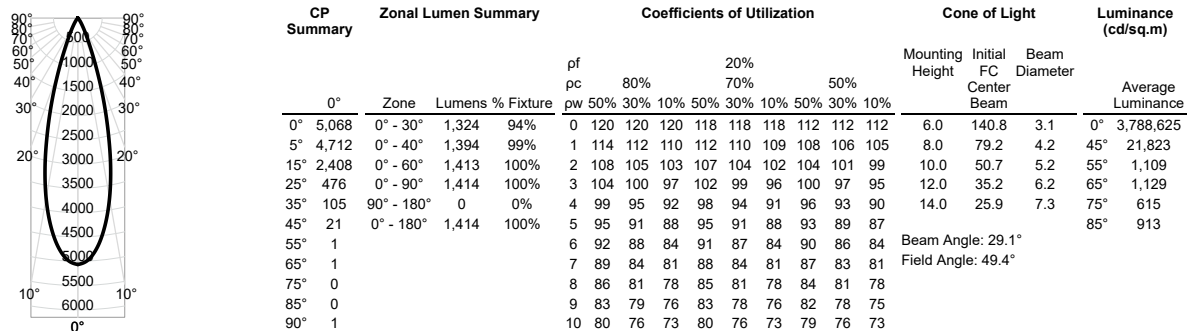 90° 90°
80° 80°
70° 70°
60° 60°
50° 50°
40° 40°
30° 30°
20° 20°
10° 10°
0°
500
1000
1500
2000
2500
3000
3500
4000
4500
5000
5500
6000
CP Summary
0°
0° 5,068
5° 4,712
15° 2,408
25° 476
35° 105
45° 21
55° 1
65° 1
75° 0
85° 0
90° 1
Zonal Lumen Summary
Zone Lumens % Fixture
0° - 30° 1,324 94%
0° - 40° 1,394 99%
0° - 60° 1,413 100%
0° - 90° 1,414 100%
90° - 180° 0 0%
0° - 180° 1,414 100%
Coefficients of Utilization
ρf 20%
ρc 80% 70% 50%
ρw 50% 30% 10% 50% 30% 10% 50% 30% 10%
0 120 120 120 118 118 118 112 112 112
1 114 112 110 112 110 109 108 106 105
2 108 105 103 107 104 102 104 101 99
3 104 100 97 102 99 96 100 97 95
4 99 95 92 98 94 91 96 93 90
5 95 91 88 95 91 88 93 89 87
6 92 88 84 91 87 84 90 86 84
7 89 84 81 88 84 81 87 83 81
8 86 81 78 85 81 78 84 81 78
9 83 79 76 83 78 76 82 78 75
10 80 76 73 80 76 73 79 76 73
Cone of Light
Mounting Height Initial FC Center Beam Beam Diameter
6.0 140.8 3.1
8.0 79.2 4.2
10.0 50.7 5.2
12.0 35.2 6.2
14.0 25.9 7.3
Beam Angle: 29.1°
Field Angle: 49.4°
Luminance (cd/sq.m)
Average Luminance
0° 3,788,625
45° 21,823
55° 1,109
65° 1,129
75° 615
85° 913